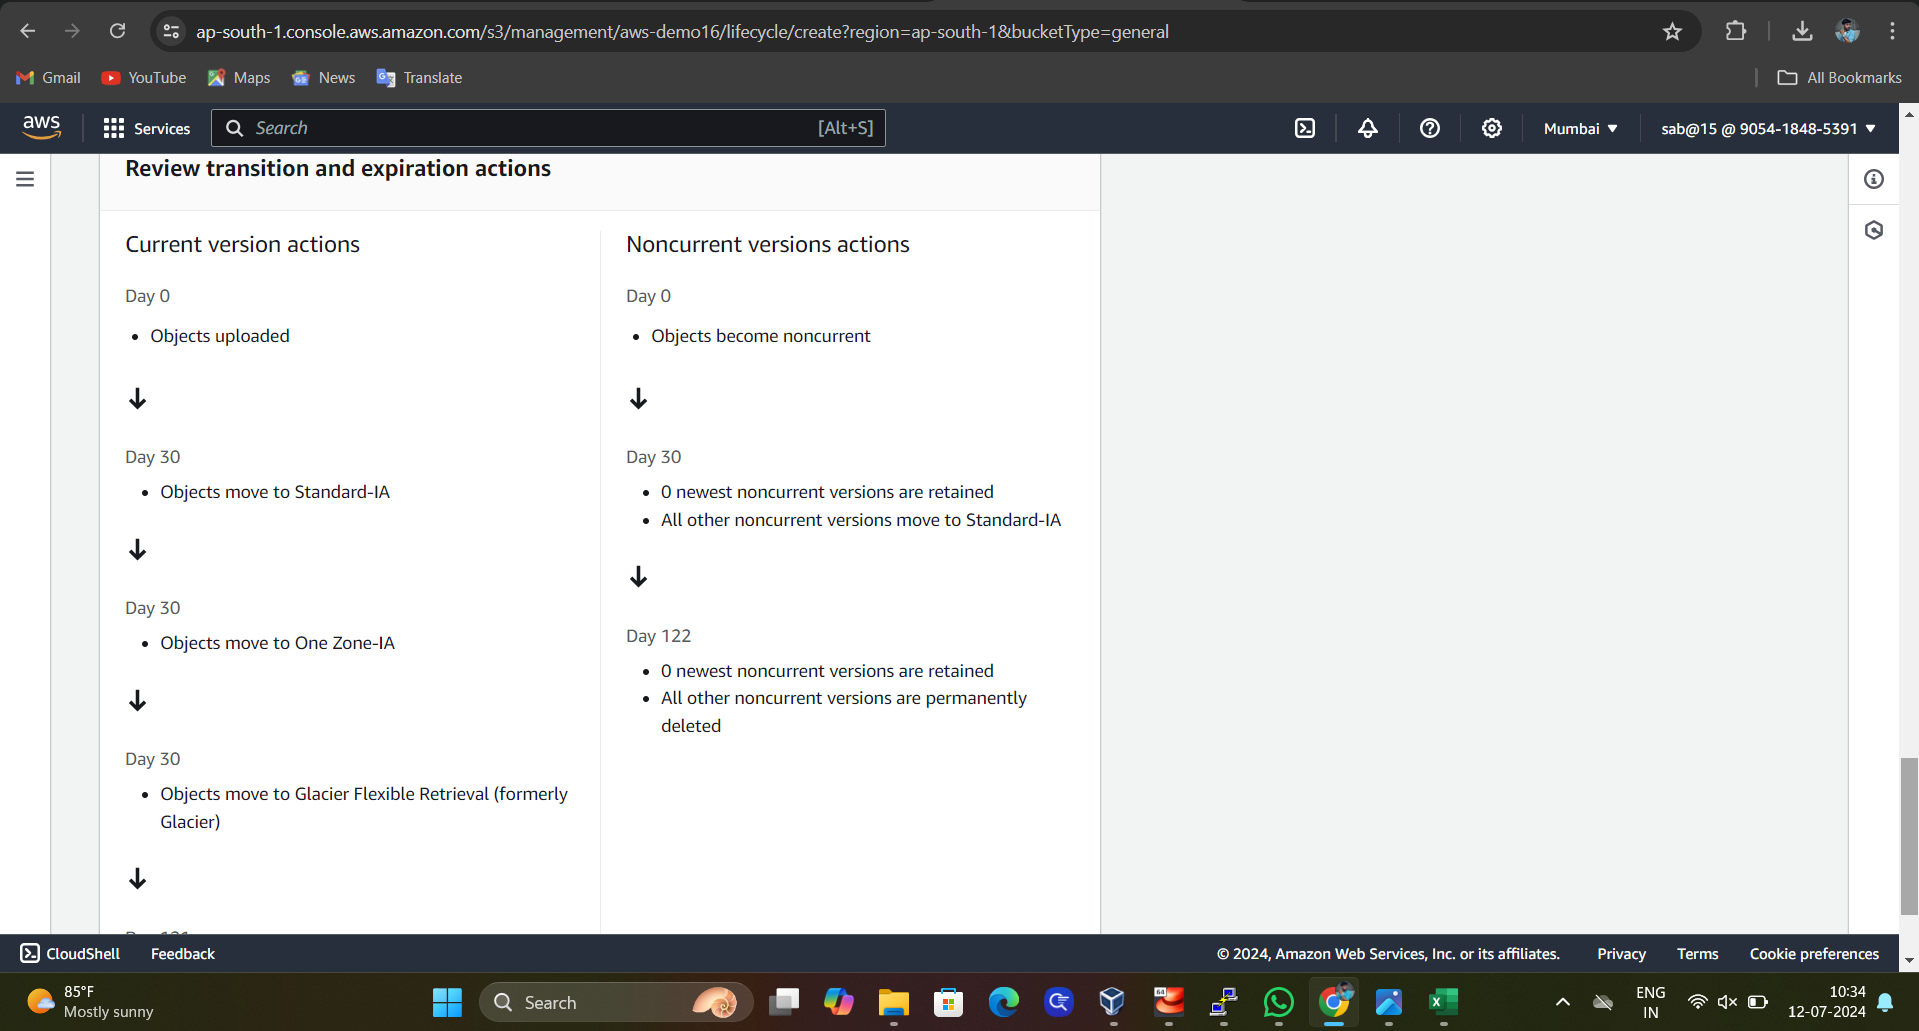 ap-south-1.console.aws.amazon.com/s3/management/aws-demo16/lifecycle/create?region=ap-south-1&bucketType=general
Gmail
YouTube
Maps
News
Translate
All Bookmarks
aws
Services
Search
[Alt+S]
Mumbai
sab@15 @ 9054-1848-5391
Review transition and expiration actions
Current version actions
Day 0
Objects uploaded
Day 30
Objects move to Standard-IA
Day 30
Objects move to One Zone-IA
Day 30
Objects move to Glacier Flexible Retrieval (formerly
Glacier)
Noncurrent versions actions
Day 0
Objects become noncurrent
Day 30
0 newest noncurrent versions are retained
All other noncurrent versions move to Standard-IA
Day 122
0 newest noncurrent versions are retained
All other noncurrent versions are permanently
deleted
CloudShell
Feedback
© 2024, Amazon Web Services, Inc. or its affiliates.
Privacy
Terms
Cookie preferences
85°F
Mostly sunny
Search
ENG
IN
10:34
12-07-2024